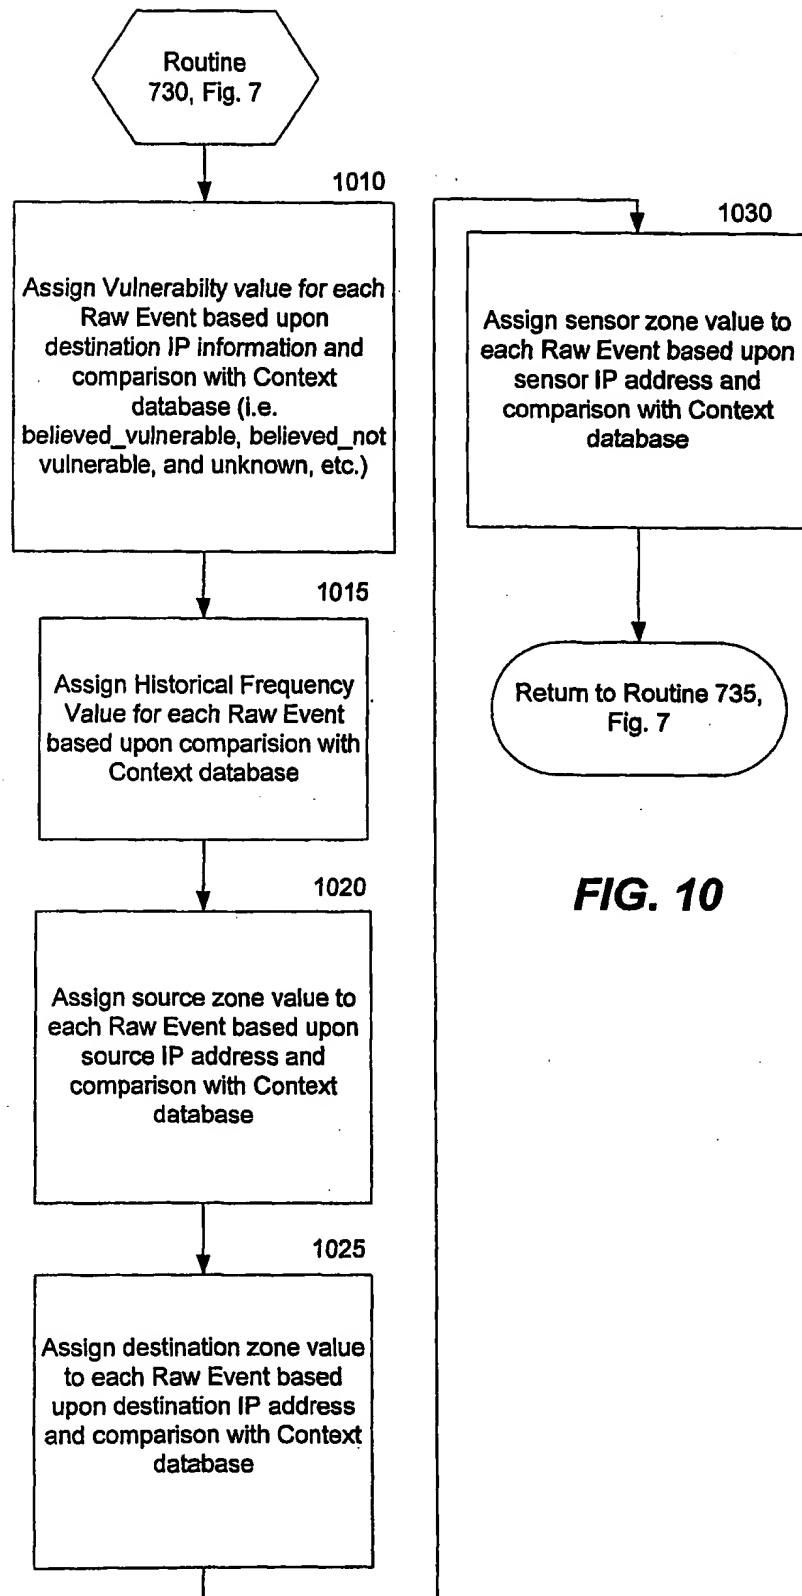 Routine
730, Fig. 7
1010
Assign Vulnerabilty value for each
Raw Event based upon
destination IP information and
comparison with Context
database (i.e.
believed_vulnerable, believed_not
vulnerable, and unknown, etc.)
1015
Assign Historical Frequency
Value for each Raw Event
based upon comparision with
Context database
1020
Assign source zone value to
each Raw Event based upon
source IP address and
comparison with Context
database
1025
Assign destination zone value
to each Raw Event based
upon destination IP address
and comparison with Context
database
1030
Assign sensor zone value to
each Raw Event based upon
sensor IP address and
comparison with Context
database
Return to Routine 735,
Fig. 7
FIG. 10